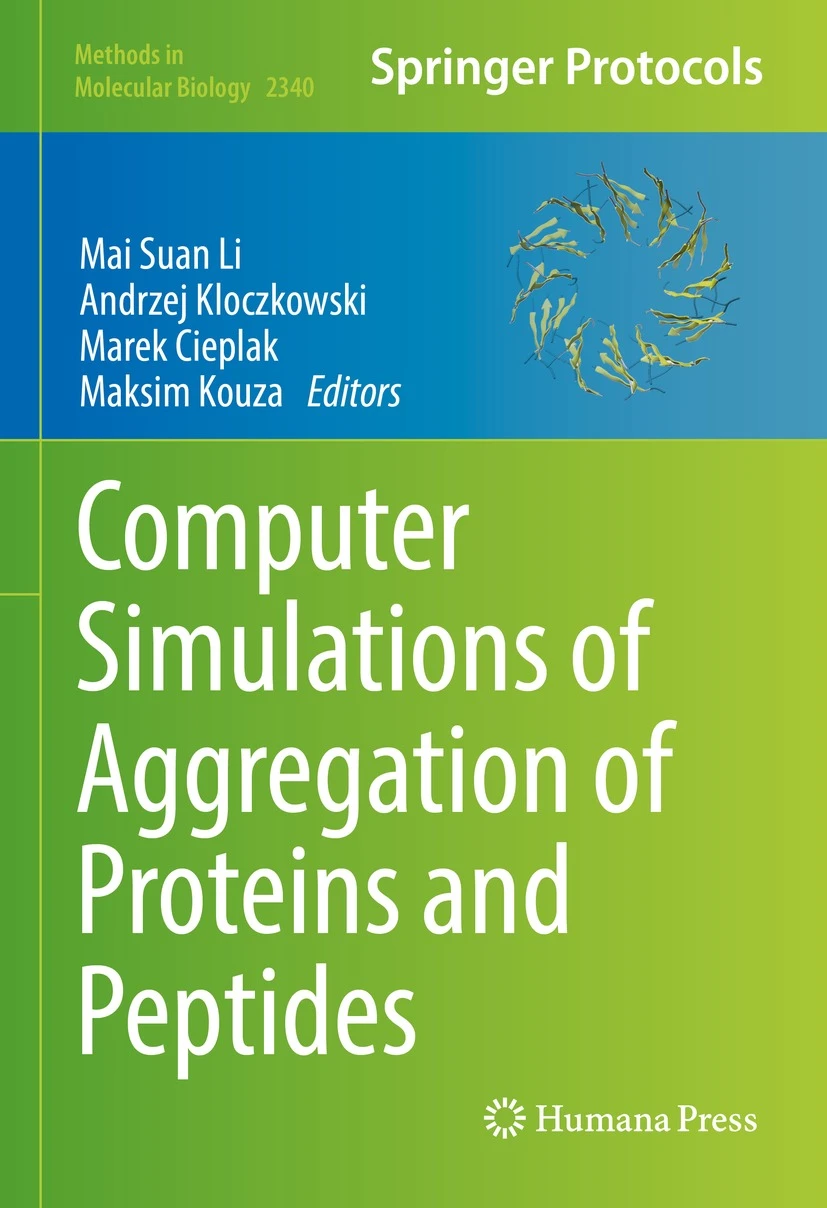 Methods in
Molecular Biology 2340
Springer Protocols
Mai Suan Li
Andrzej Kloczkowski
Marek Cieplak
Maksim Kouza Editors
Computer
Simulations of
Aggregation of
Proteins and
Peptides
Humana Press